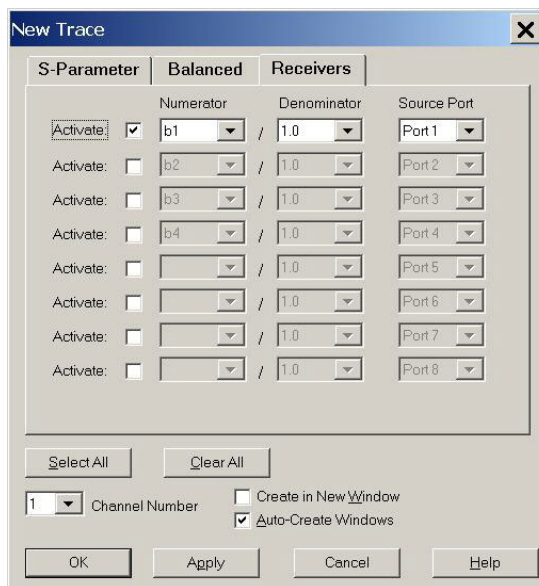 New Trace
S-Parameter Balanced Receivers
Numerator Denominator Source Port
Activate: b1 / 1.0 Port 1
Activate: b2 / 1.0 Port 2
Activate: b3 / 1.0 Port 3
Activate: b4 / 1.0 Port 4
Activate: / 1.0 Port 5
Activate: / 1.0 Port 6
Activate: / 1.0 Port 7
Activate: / 1.0 Port 8
Select All Clear All
1 Channel Number
Create in New Window
Auto-Create Windows
OK Apply Cancel Help